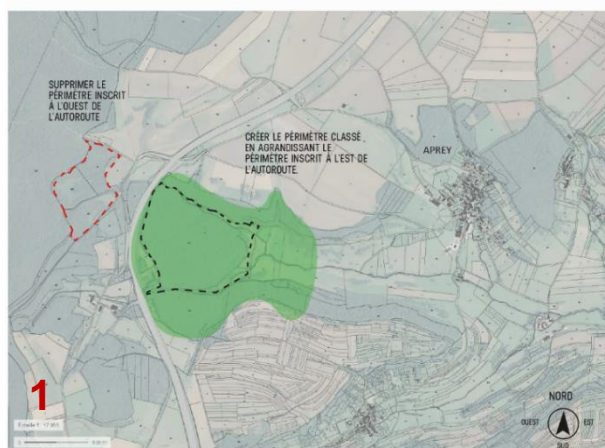 SUPPRIMER LE
PÉRIMÈTRE INSCRIT
À L'OUEST DE
L'AUTOROUTE
CRÉER LE PÉRIMÈTRE CLASSÉ,
EN AGRANDISSANT LE
PÉRIMÈTRE INSCRIT À L'EST DE
L'AUTOROUTE.
APREY
1
NORD
OUEST
EST
SUD